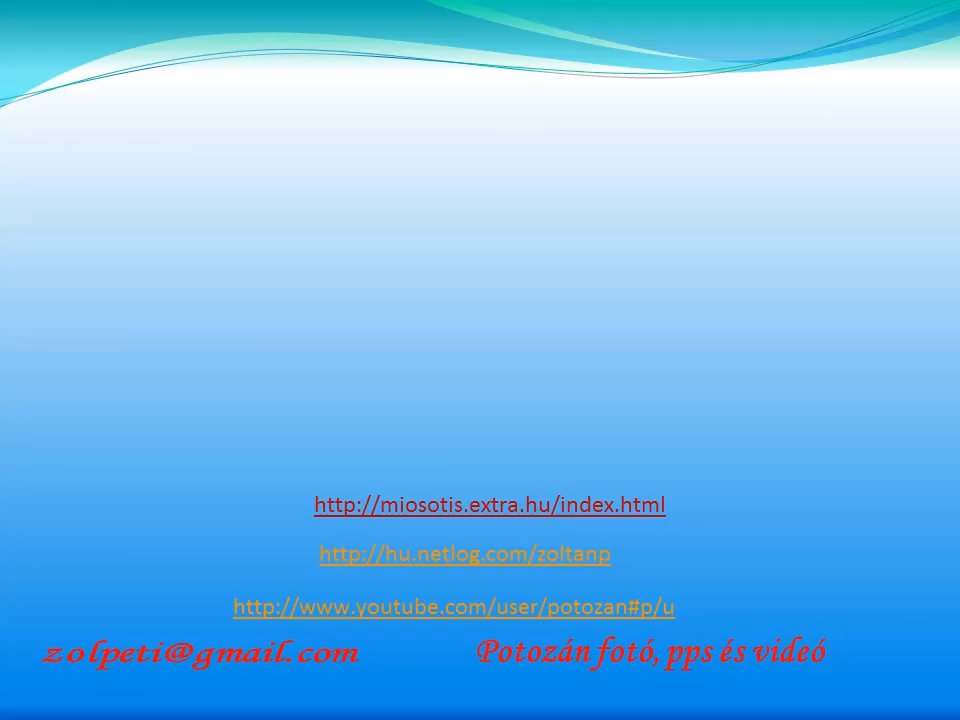 http://miosotis.extra.hu/index.html
http://hu.netlog.com/zoltanp
http://www.youtube.com/user/potozan#p/u
zolpeti@gmail.com Potozán fotó, pps és videó